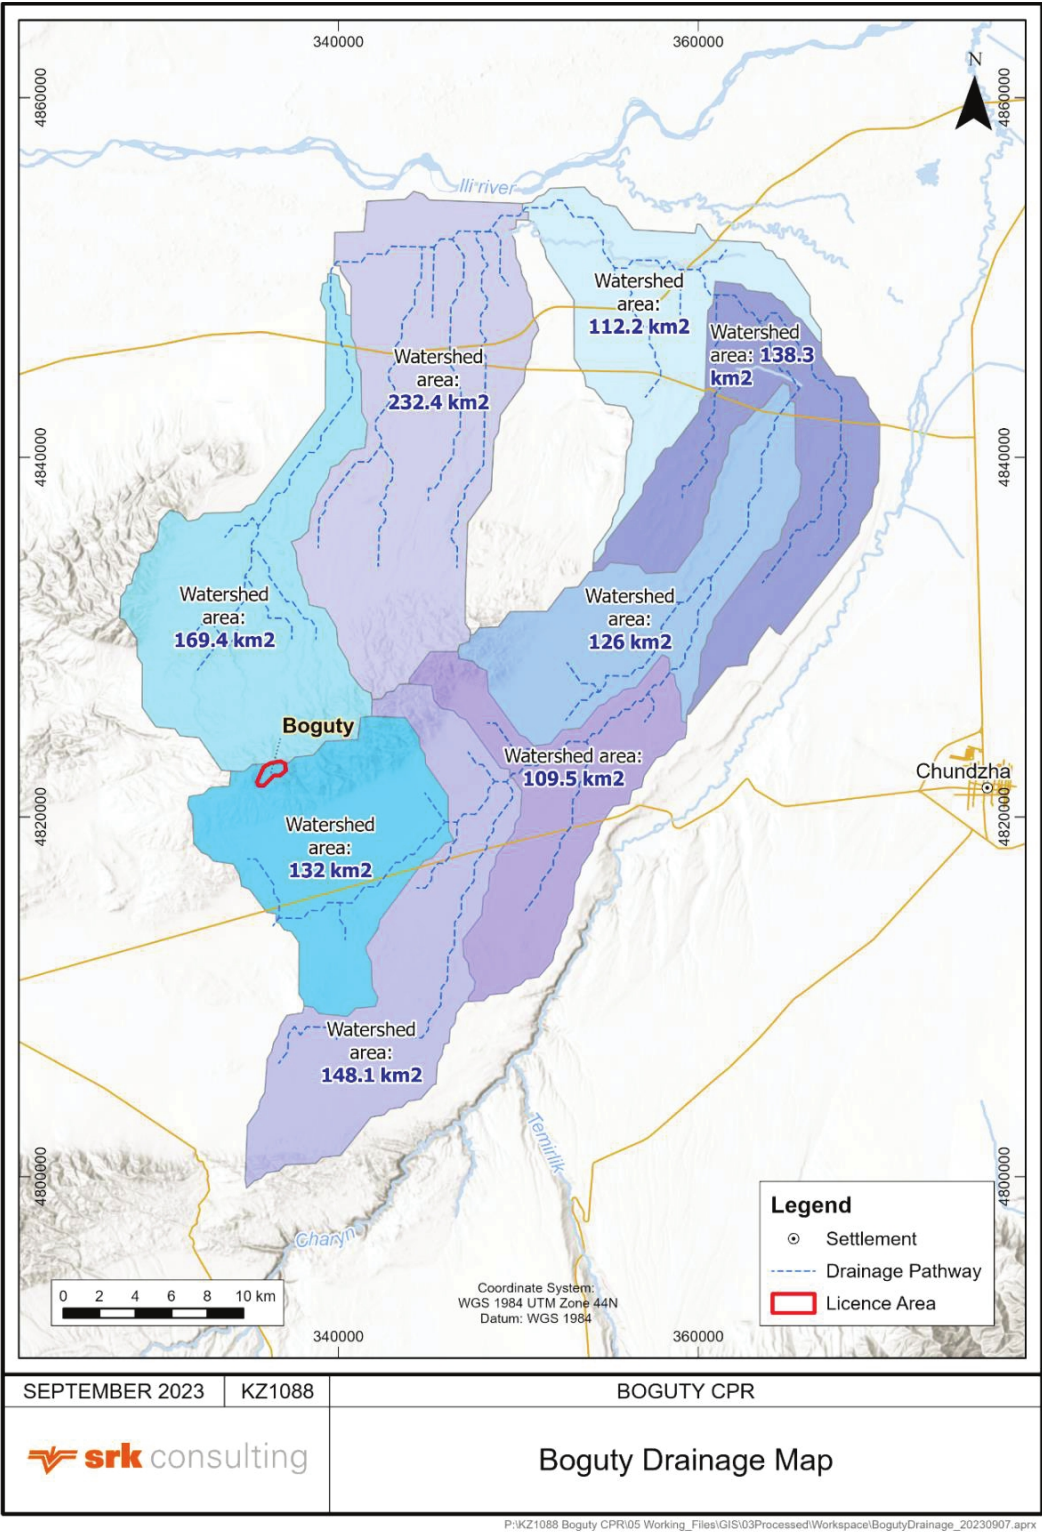 340000
360000
N
4860000
4860000
Ili river
Watershed
area:
112.2 km2
Watershed
area: 138.3
km2
Watershed
area:
232.4 km2
4840000
4840000
Watershed
area:
169.4 km2
Watershed
area:
126 km2
Boguty
Watershed area:
109.5 km2
Chundzha
4820000
4820000
Watershed
area:
132 km2
Watershed
area:
148.1 km2
Temirlik
4800000
4800000
Charyn
Legend
Settlement
Drainage Pathway
Licence Area
0 2 4 6 8 10 km
Coordinate System:
WGS 1984 UTM Zone 44N
Datum: WGS 1984
340000
360000
SEPTEMBER 2023
KZ1088
BOGUTY CPR
srk consulting
Boguty Drainage Map
P:\KZ1088 Boguty CPR\05 Working_Files\GIS\03Processed\Workspace\BogutyDrainage_20230907.aprx